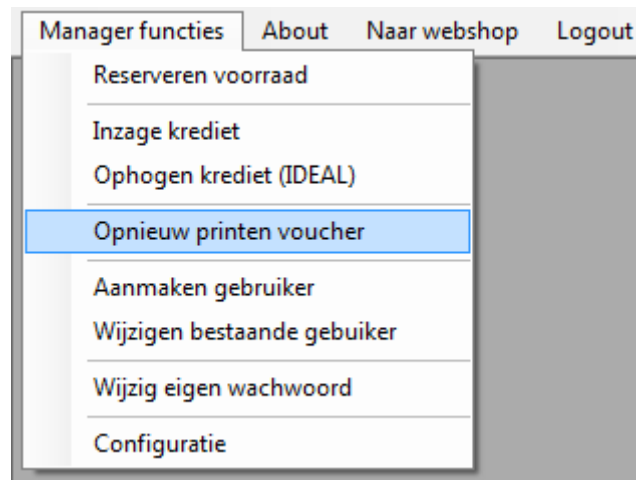 Manager functies About Naar webshop Logout
Reserveren voorraad
Inzage krediet
Ophogen krediet (IDEAL)
Opnieuw printen voucher
Aanmaken gebruiker
Wijzigen bestaande gebuiker
Wijzig eigen wachwoord
Configuratie